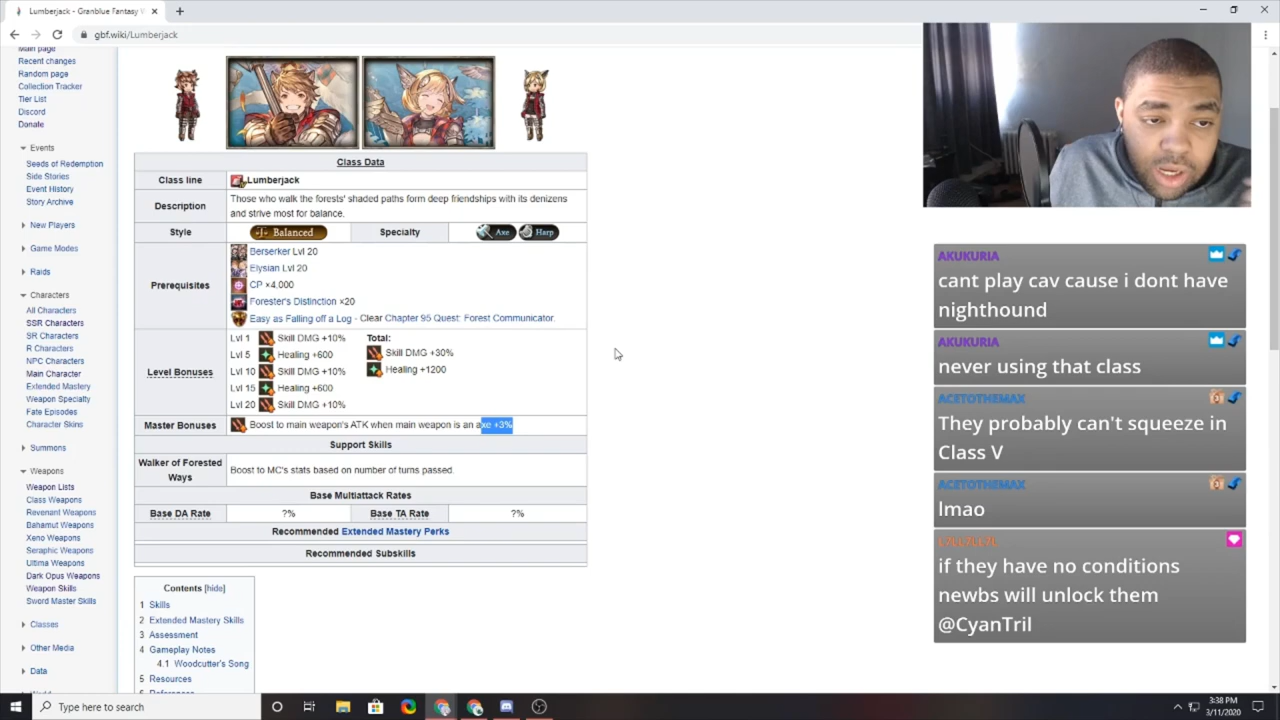 Lumberjack - Granblue Fantasy
gbf.wiki/Lumberjack
Main page
Recent changes
Random page
Collection Tracker
Tier List
Discord
Donate
Events
Seeds of Redemption
Side Stories
Event History
Story Archive
New Players
Game Modes
Raids
Characters
All Characters
SSR Characters
SR Characters
R Characters
NPC Characters
Main Character
Extended Mastery
Weapon Specialty
Fate Episodes
Character Skins
Summons
Weapons
Weapon Lists
Class Weapons
Revenant Weapons
Bahamut Weapons
Xeno Weapons
Seraphic Weapons
Ultima Weapons
Dark Opus Weapons
Weapon Skills
Sword Master Skills
Classes
Other Media
Data
World
Class Data
Class line Lumberjack
Description Those who walk the forests' shaded paths form deep friendships with its denizens
and strive most for balance.
Style Balanced Specialty Axe Harp
Prerequisites
Berserker Lvl 20
Elysian Lvl 20
CP ×4,000
Forester's Distinction ×20
Easy as Falling off a Log - Clear Chapter 95 Quest: Forest Communicator.
Level Bonuses
Lvl 1 Skill DMG +10% Total:
Lvl 5 Healing +600 Skill DMG +30%
Lvl 10 Skill DMG +10% Healing +1200
Lvl 15 Healing +600
Lvl 20 Skill DMG +10%
Master Bonuses Boost to main weapon's ATK when main weapon is an axe +3%
Support Skills
Walker of Forested
Ways
Boost to MC's stats based on number of turns passed.
Base Multiattack Rates
Base DA Rate ?% Base TA Rate ?%
Recommended Extended Mastery Perks
Recommended Subskills
Contents [hide]
1 Skills
2 Extended Mastery Skills
3 Assessment
4 Gameplay Notes
4.1 Woodcutter's Song
5 Resources
6 References
AKUKURIA
cant play cav cause i dont have
nighthound
AKUKURIA
never using that class
ACETOTHEMAX
They probably can't squeeze in
Class V
ACETOTHEMAX
lmao
if they have no conditions
newbs will unlock them
@CyanTril
Type here to search
3:38 PM
3/11/2020